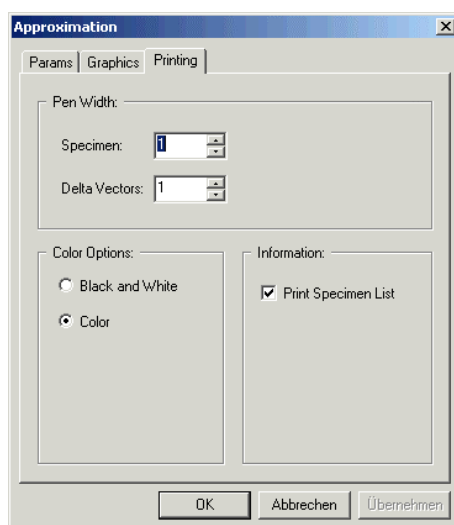 Approximation
Params Graphics Printing
Pen Width:
Specimen: 1
Delta Vectors: 1
Color Options:
Black and White
Color
Information:
Print Specimen List
OK Abbrechen Übernehmen